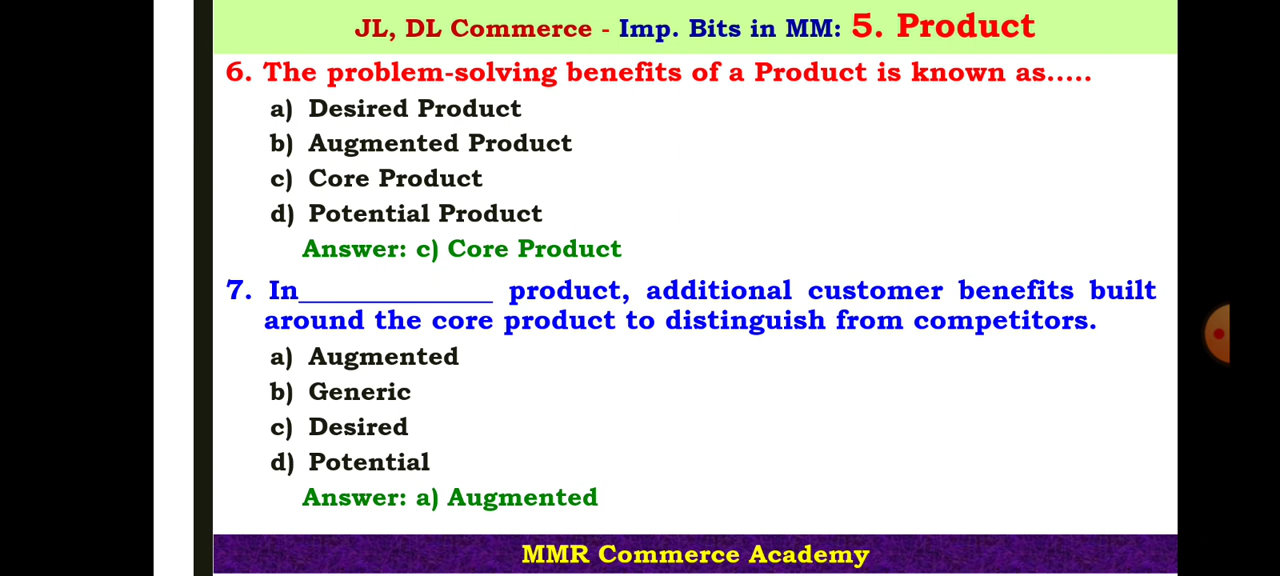 JL, DL Commerce - Imp. Bits in MM: 5. Product
6. The problem-solving benefits of a Product is known as.....
a) Desired Product
b) Augmented Product
c) Core Product
d) Potential Product
Answer: c) Core Product
7. In_____________ product, additional customer benefits built
around the core product to distinguish from competitors.
a) Augmented
b) Generic
c) Desired
d) Potential
Answer: a) Augmented
MMR Commerce Academy